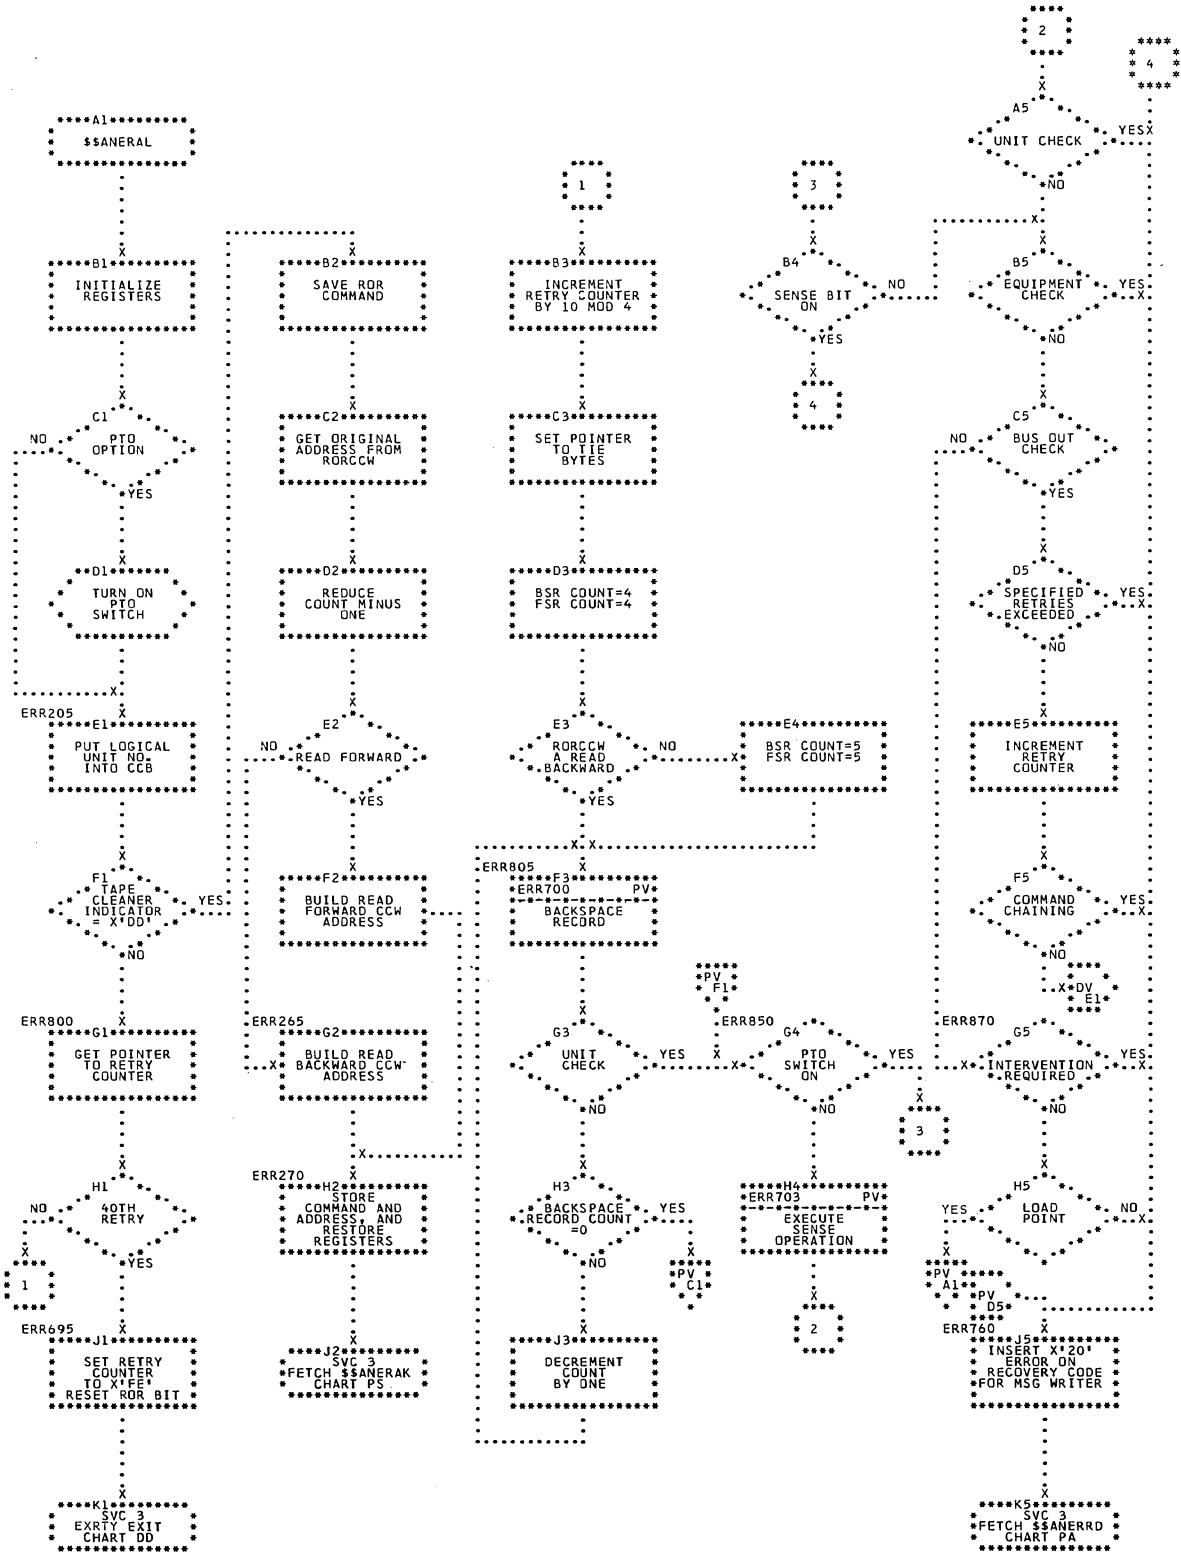 2
4
A1
$$ANERAL
A5
UNIT CHECK
YES
NO
1
3
B1
INITIALIZE
REGISTERS
B2
SAVE ROR
COMMAND
B3
INCREMENT
RETRY COUNTER
BY 10 MOD 4
B4
SENSE BIT
ON
NO
YES
4
B5
EQUIPMENT
CHECK
YES
NO
C1
PTO
OPTION
NO
YES
C2
GET ORIGINAL
ADDRESS FROM
RORCCW
C3
SET POINTER
TO TIE
BYTES
C5
BUS OUT
CHECK
NO
YES
D1
TURN ON
PTO
SWITCH
D2
REDUCE
COUNT MINUS
ONE
D3
BSR COUNT=4
FSR COUNT=4
D5
SPECIFIED
RETRIES
EXCEEDED
YES
NO
ERR205
E1
PUT LOGICAL
UNIT NO.
INTO CCB
E2
READ FORWARD
NO
YES
E3
RORCCW
A READ
BACKWARD
NO
YES
E4
BSR COUNT=5
FSR COUNT=5
E5
INCREMENT
RETRY
COUNTER
F1
TAPE
CLEANER
INDICATOR
= X'DD'
YES
NO
F2
BUILD READ
FORWARD CCW
ADDRESS
ERR805
F3
ERR700 PV
BACKSPACE
RECORD
F5
COMMAND
CHAINING
YES
NO
DV
E1
PV
F1
ERR800
G1
GET POINTER
TO RETRY
COUNTER
ERR265
G2
BUILD READ
BACKWARD CCW
ADDRESS
G3
UNIT
CHECK
YES
NO
ERR850
G4
PTO
SWITCH
ON
YES
NO
3
ERR870
G5
INTERVENTION
REQUIRED
YES
NO
H1
40TH
RETRY
NO
YES
1
ERR270
H2
STORE
COMMAND AND
ADDRESS, AND
RESTORE
REGISTERS
H3
BACKSPACE
RECORD COUNT
=0
YES
NO
PV
C1
H4
ERR703 PV
EXECUTE
SENSE
OPERATION
2
H5
LOAD
POINT
YES
NO
PV
A1
PV
D5
ERR695
J1
SET RETRY
COUNTER
TO X'FE'
RESET ROR BIT
J2
SVC 3
FETCH $$ANERAK
CHART PS
J3
DECREMENT
COUNT
BY ONE
ERR760
J5
INSERT X'20'
ERROR ON
RECOVERY CODE
FOR MSG WRITER
K1
SVC 3
EXRTY EXIT
CHART DD
K5
SVC 3
FETCH $$ANERRD
CHART PA